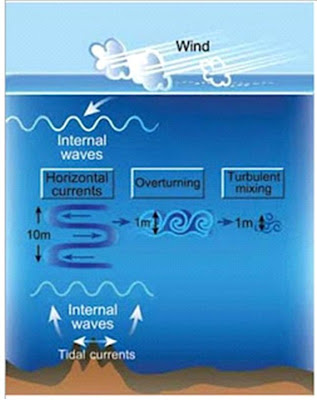 Wind
Internal
waves
Horizontal
currents
Overturning
Turbulent
mixing
10m
1m
1m
Internal
waves
Tidal currents